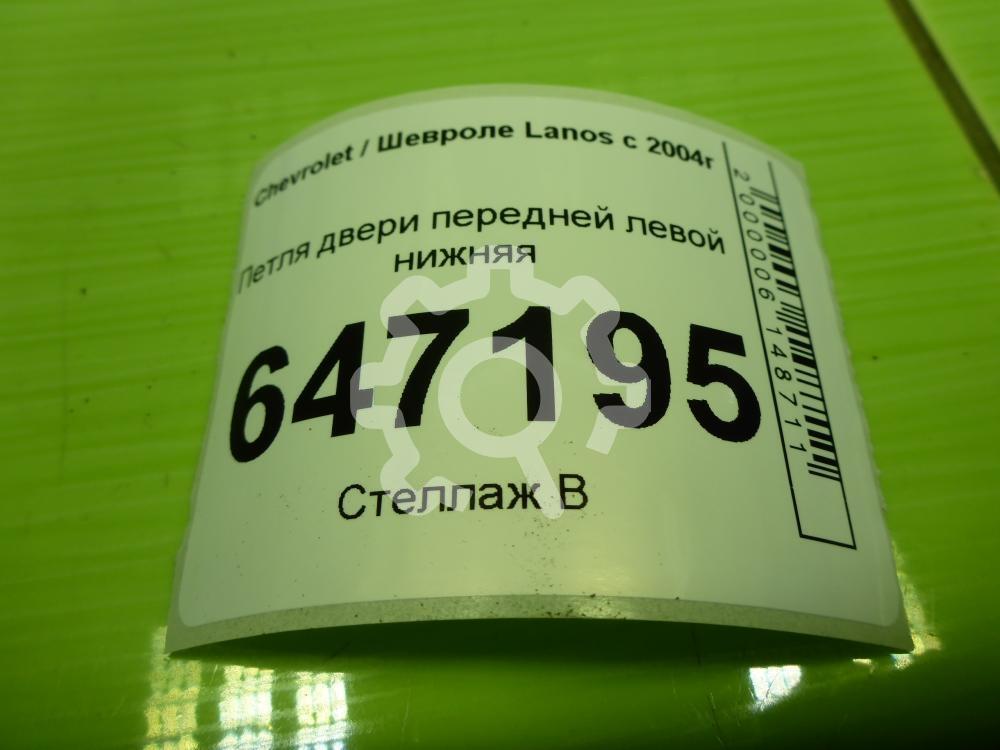 Chevrolet / Шевроле Lanos с 2004г
Петля двери передней левой
нижняя
647195
Стеллаж B
2000006148711